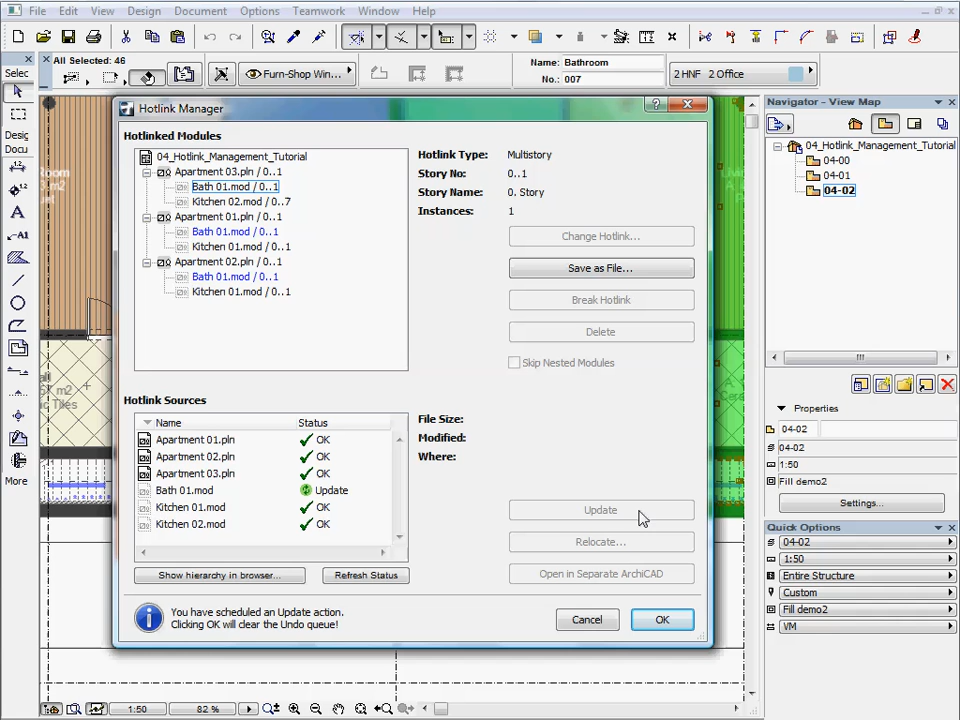 File Edit View Design Document Options Teamwork Window Help
Selec
All Selected: 46
Furn-Shop Win...
Name: Bathroom
No.: 007
2 HNF 2 Office
Desig
Docu
More
Hotlink Manager
Hotlinked Modules
04_Hotlink_Management_Tutorial
Apartment 03.pln / 0..1
Bath 01.mod / 0..1
Kitchen 02.mod / 0..7
Apartment 01.pln / 0..1
Bath 01.mod / 0..1
Kitchen 01.mod / 0..1
Apartment 02.pln / 0..1
Bath 01.mod / 0..1
Kitchen 01.mod / 0..1
Hotlink Type: Multistory
Story No: 0..1
Story Name: 0. Story
Instances: 1
Change Hotlink...
Save as File...
Break Hotlink
Delete
Skip Nested Modules
Hotlink Sources
Name Status
Apartment 01.pln OK
Apartment 02.pln OK
Apartment 03.pln OK
Bath 01.mod Update
Kitchen 01.mod OK
Kitchen 02.mod OK
File Size:
Modified:
Where:
Update
Relocate...
Open in Separate ArchiCAD
Show hierarchy in browser...
Refresh Status
You have scheduled an Update action.
Clicking OK will clear the Undo queue!
Cancel
OK
Navigator - View Map
04_Hotlink_Management_Tutorial
04-00
04-01
04-02
Properties
04-02
04-02
1:50
Fill demo2
Settings...
Quick Options
04-02
1:50
Entire Structure
Custom
Fill demo2
VM
1:50
82 %